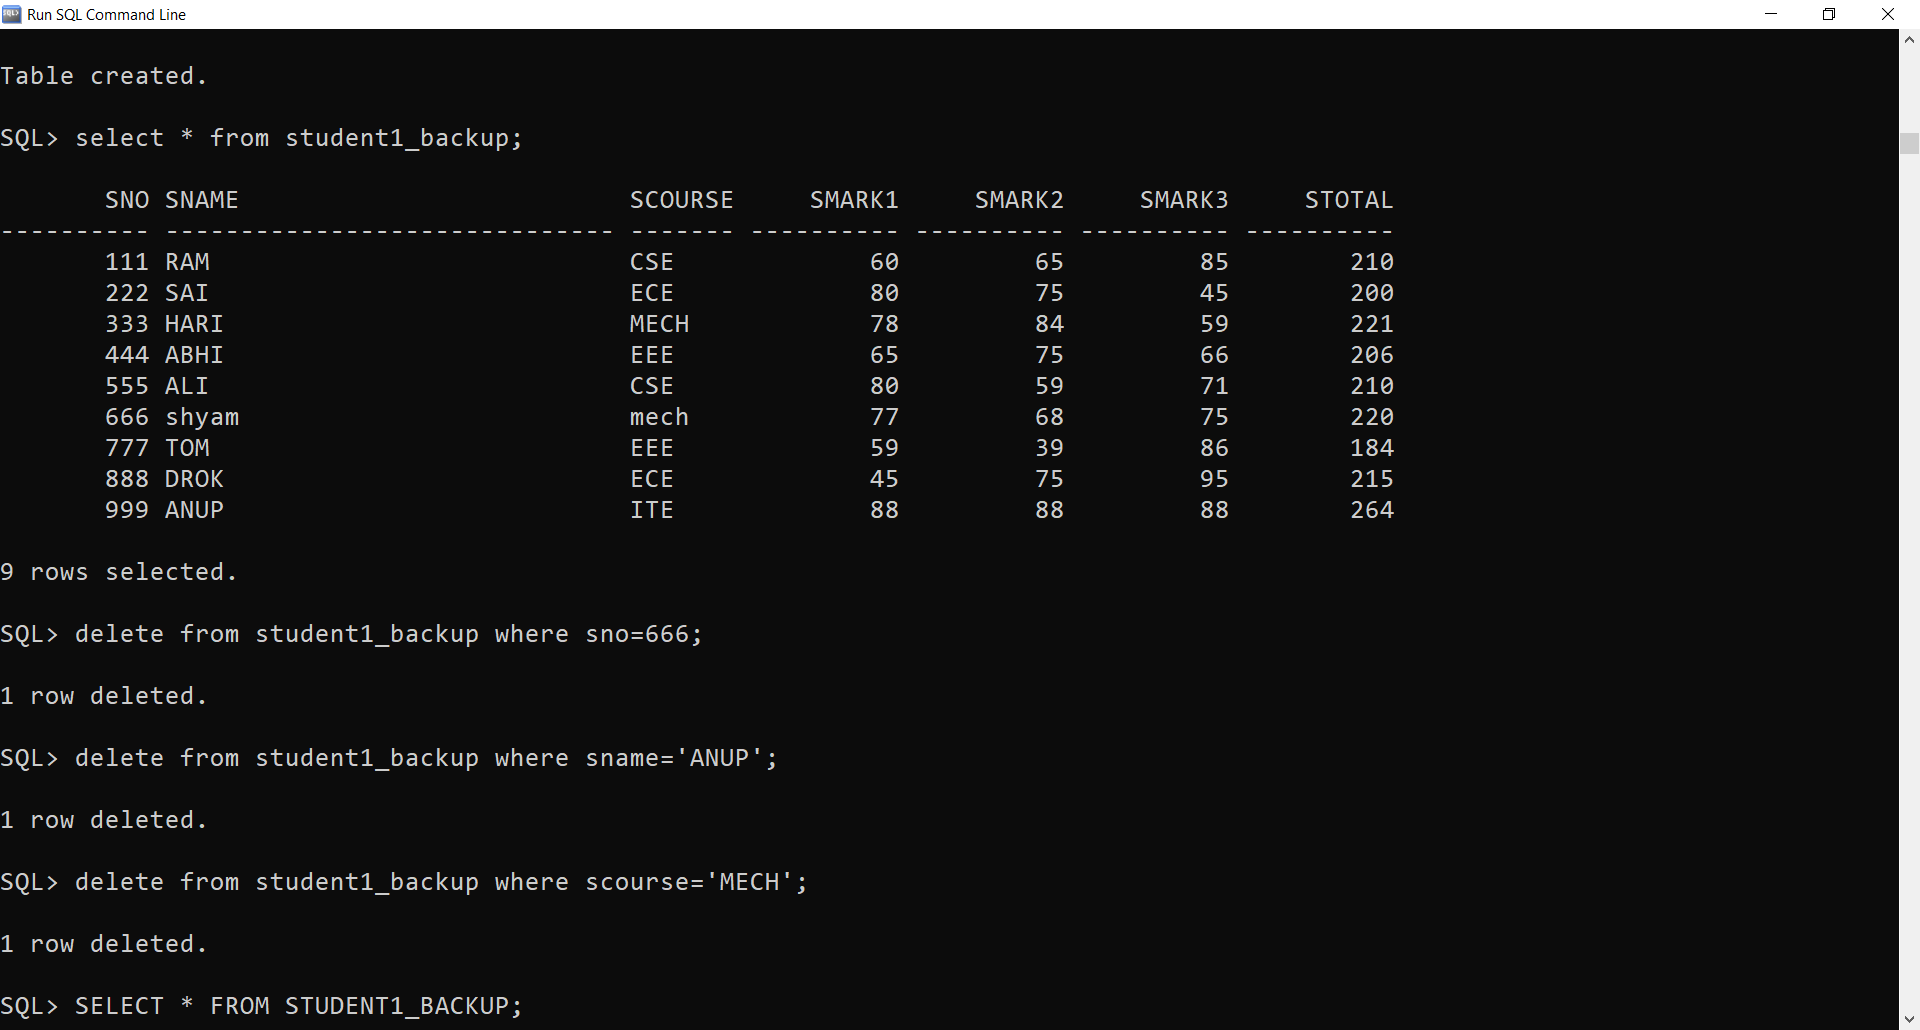 Run SQL Command Line
Table created.
SQL> select * from student1_backup;
SNO SNAME SCOURSE SMARK1 SMARK2 SMARK3 STOTAL
---------- ------------------------------ ------- ---------- ---------- ---------- ----------
111 RAM CSE 60 65 85 210
222 SAI ECE 80 75 45 200
333 HARI MECH 78 84 59 221
444 ABHI EEE 65 75 66 206
555 ALI CSE 80 59 71 210
666 shyam mech 77 68 75 220
777 TOM EEE 59 39 86 184
888 DROK ECE 45 75 95 215
999 ANUP ITE 88 88 88 264
9 rows selected.
SQL> delete from student1_backup where sno=666;
1 row deleted.
SQL> delete from student1_backup where sname='ANUP';
1 row deleted.
SQL> delete from student1_backup where scourse='MECH';
1 row deleted.
SQL> SELECT * FROM STUDENT1_BACKUP;